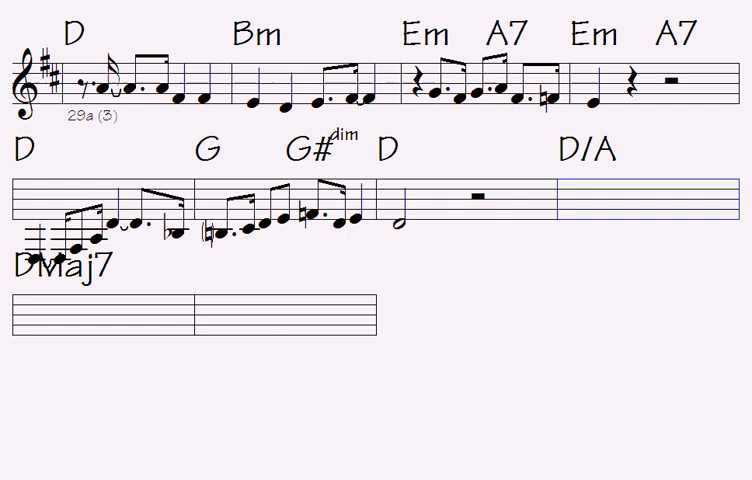 D Bm Em A7 Em A7
29a (3)
D G G#dim D D/A
DMaj7